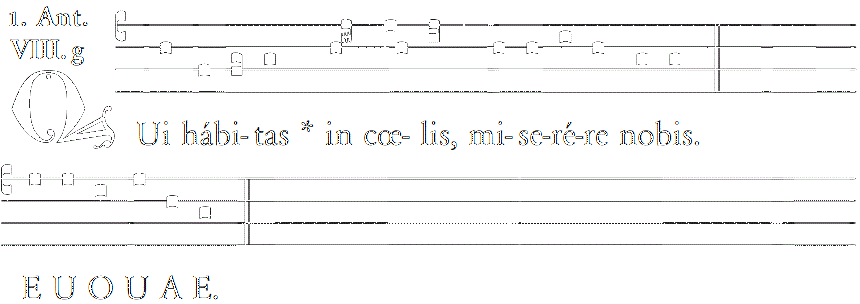 1. Ant.
VIII. g
QUi hábi- tas * in cœ- lis, mi- se-ré-re nobis.
E U O U A E.